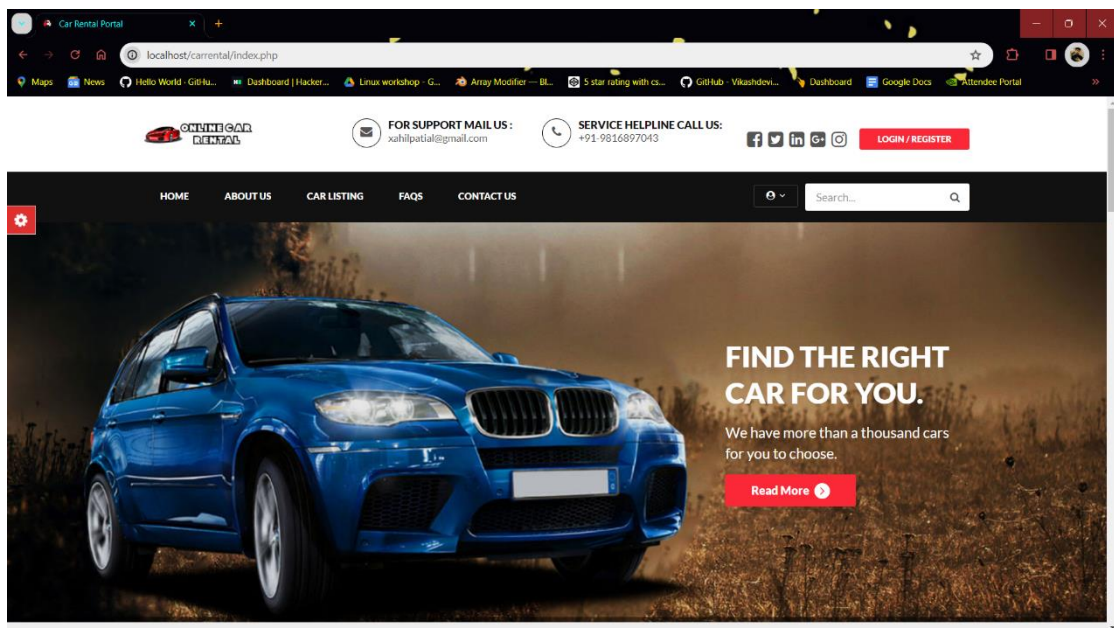 Car Rental Portal
localhost/carrental/index.php
Maps
News
Hello World - GitHu...
Dashboard | Hacker...
Linux workshop - G...
Array Modifier — Bl...
5 star rating with cs...
GitHub - Vikashdevi...
Dashboard
Google Docs
Attendee Portal
ONLINE CAR
RENTAL
FOR SUPPORT MAIL US :
xahilpatial@gmail.com
SERVICE HELPLINE CALL US:
+91-9816897043
LOGIN / REGISTER
HOME
ABOUT US
CAR LISTING
FAQS
CONTACT US
Search...
FIND THE RIGHT
CAR FOR YOU.
We have more than a thousand cars
for you to choose.
Read More